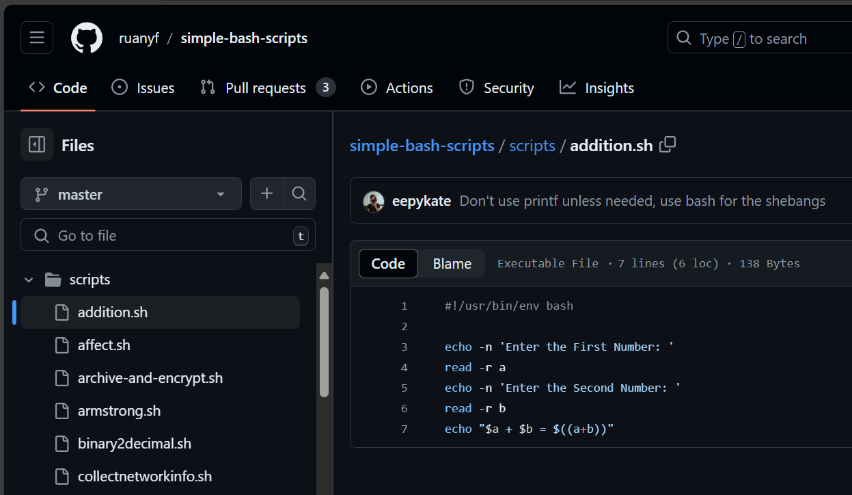 ruanyf / simple-bash-scripts
Type / to search
Code
Issues
Pull requests 3
Actions
Security
Insights
Files
master
Go to file
t
scripts
addition.sh
affect.sh
archive-and-encrypt.sh
armstrong.sh
binary2decimal.sh
collectnetworkinfo.sh
simple-bash-scripts / scripts / addition.sh
eepykate Don't use printf unless needed, use bash for the shebangs
Code Blame Executable File · 7 lines (6 loc) · 138 Bytes
1 #!/usr/bin/env bash
2
3 echo -n 'Enter the First Number: '
4 read -r a
5 echo -n 'Enter the Second Number: '
6 read -r b
7 echo "$a + $b = $((a+b))"